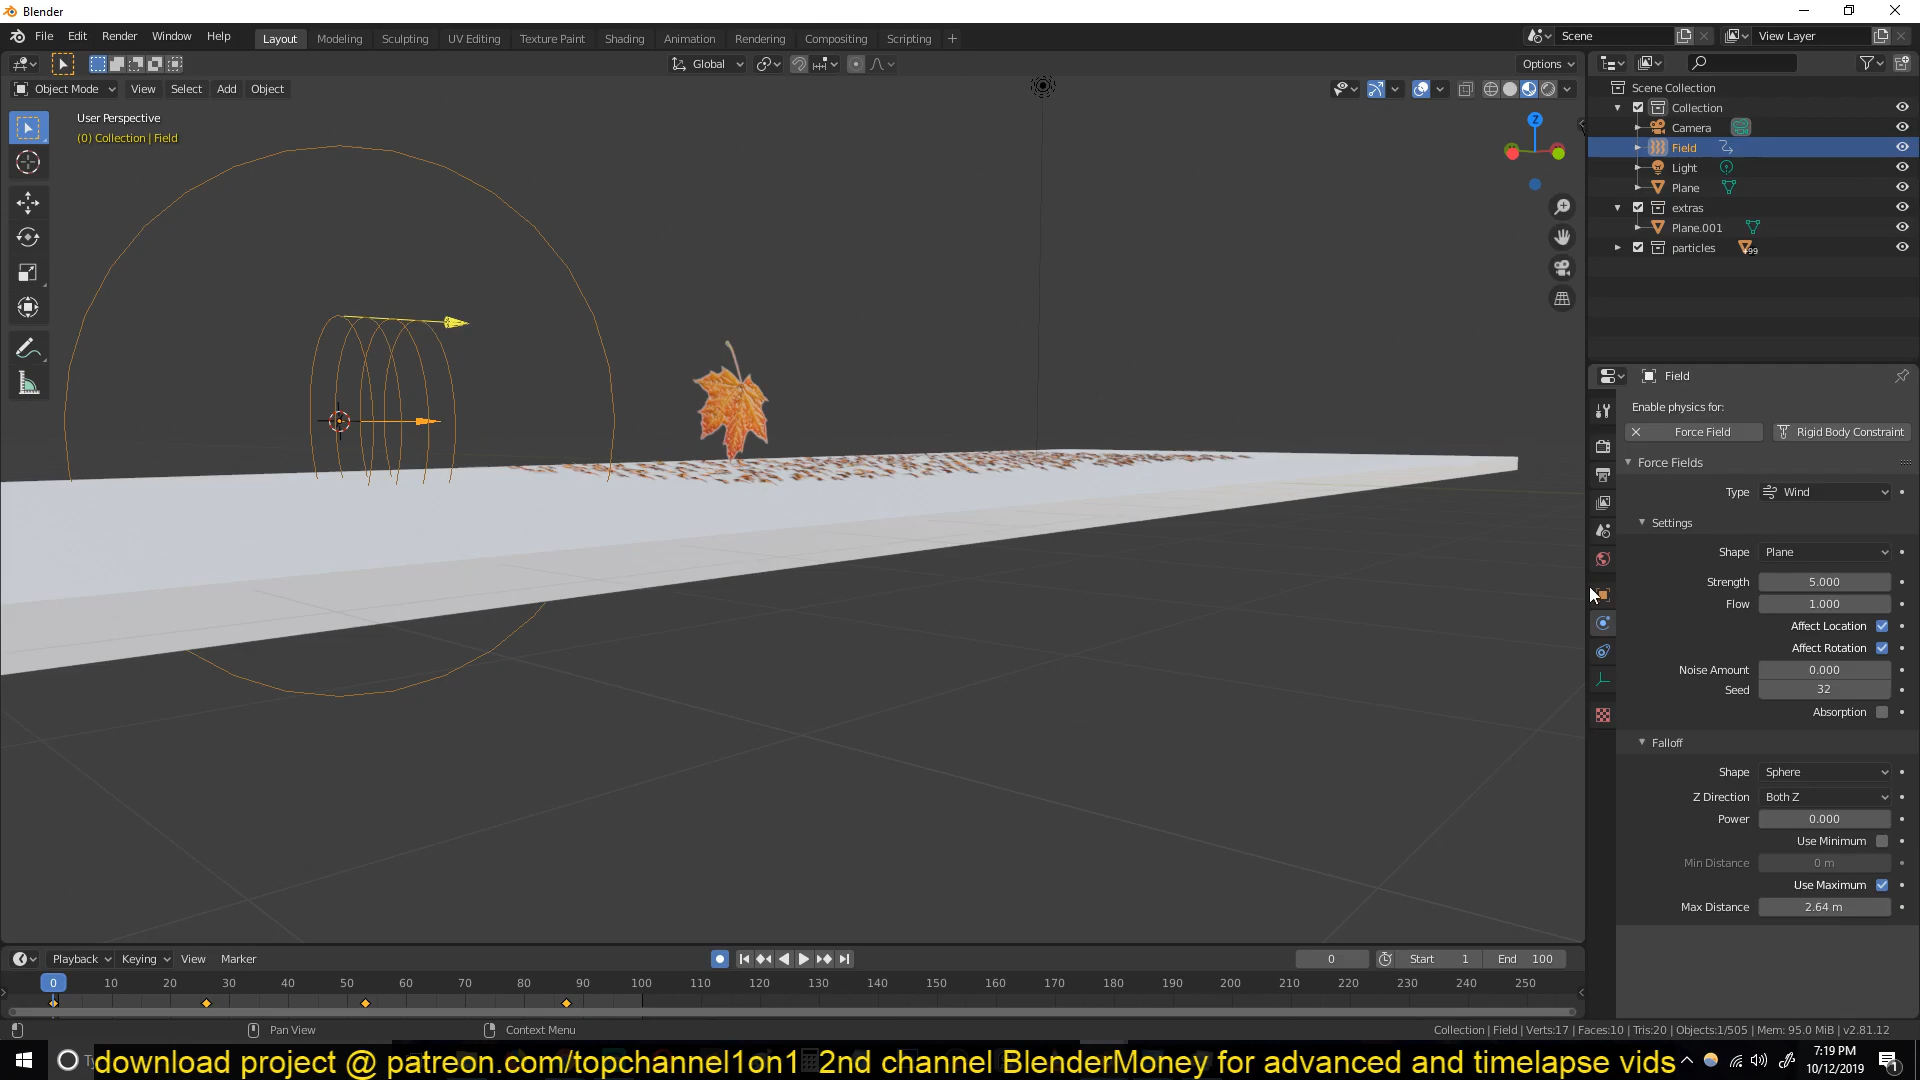 Blender
File Edit Render Window Help
Layout Modeling Sculpting UV Editing Texture Paint Shading Animation Rendering Compositing Scripting +
Scene
View Layer
Global
Options
Object Mode View Select Add Object
User Perspective
(0) Collection | Field
Z
Scene Collection
Collection
Camera
Field
Light
Plane
extras
Plane.001
particles
99
Field
Enable physics for:
Force Field
Rigid Body Constraint
Force Fields
Type Wind
Settings
Shape Plane
Strength 5.000
Flow 1.000
Affect Location
Affect Rotation
Noise Amount 0.000
Seed 32
Absorption
Falloff
Shape Sphere
Z Direction Both Z
Power 0.000
Use Minimum
Min Distance 0 m
Use Maximum
Max Distance 2.64 m
Playback Keying View Marker
0
Start 1
End 100
0 10 20 30 40 50 60 70 80 90 100 110 120 130 140 150 160 170 180 190 200 210 220 230 240 250
Pan View
Context Menu
Collection | Field | Verts:17 | Faces:10 | Tris:20 | Objects:1/505 | Mem: 95.0 MiB | v2.81.12
download project @ patreon.com/topchannel1on1 2nd channel BlenderMoney for advanced and timelapse vids
7:19 PM
10/12/2019
1